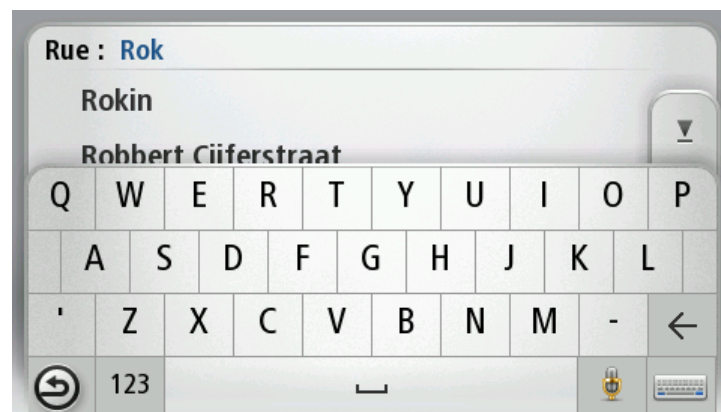 Rue : Rok
Rokin
Robbert Cijferstraat
Q W E R T Y U I O P
A S D F G H J K L
' Z X C V B N M - ←
123